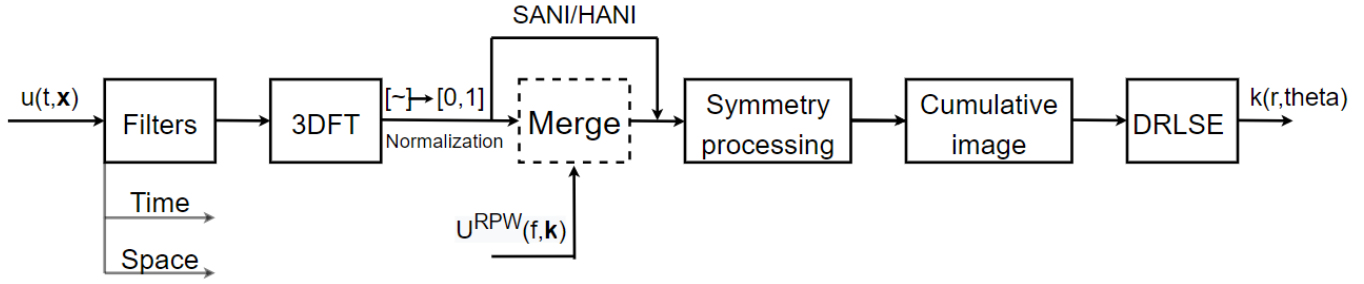 SANI/HANI
u(t,x)
Filters
3DFT
[~]→[0,1]
Normalization
Merge
Symmetry
processing
Cumulative
image
DRLSE
k(r,theta)
Time
Space
U^RPW(f,k)